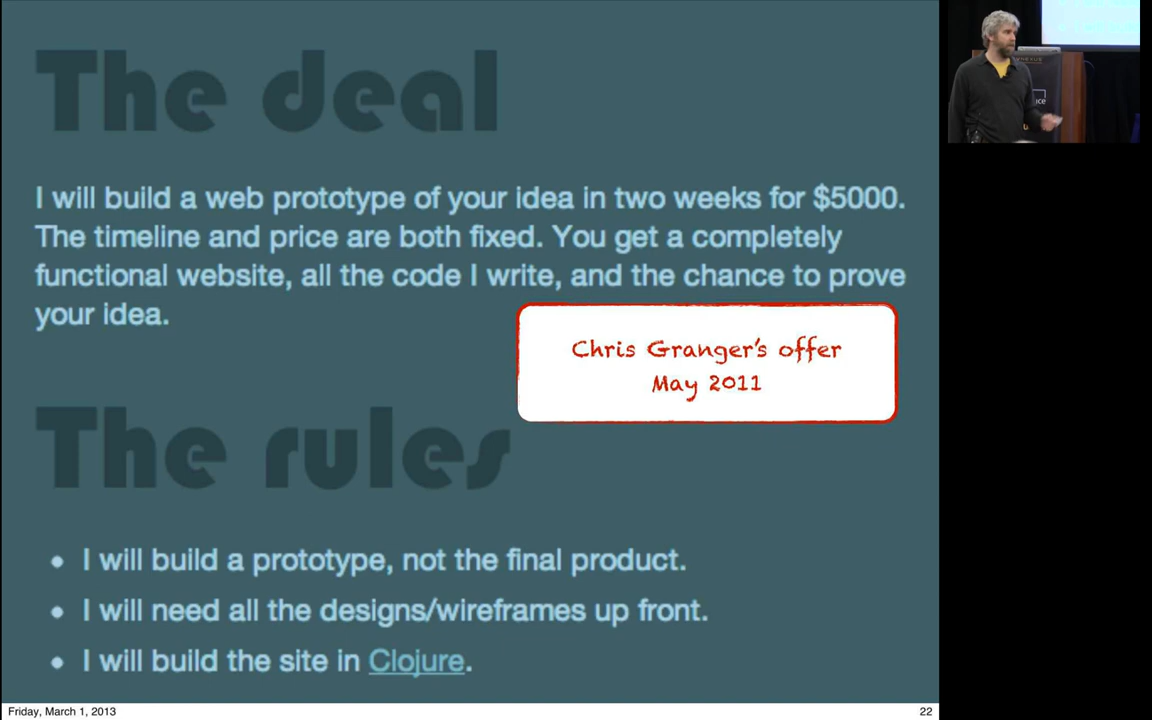 The deal
I will build a web prototype of your idea in two weeks for $5000.
The timeline and price are both fixed. You get a completely
functional website, all the code I write, and the chance to prove
your idea.
Chris Granger's offer
May 2011
The rules
• I will build a prototype, not the final product.
• I will need all the designs/wireframes up front.
• I will build the site in Clojure.
Friday, March 1, 2013
22